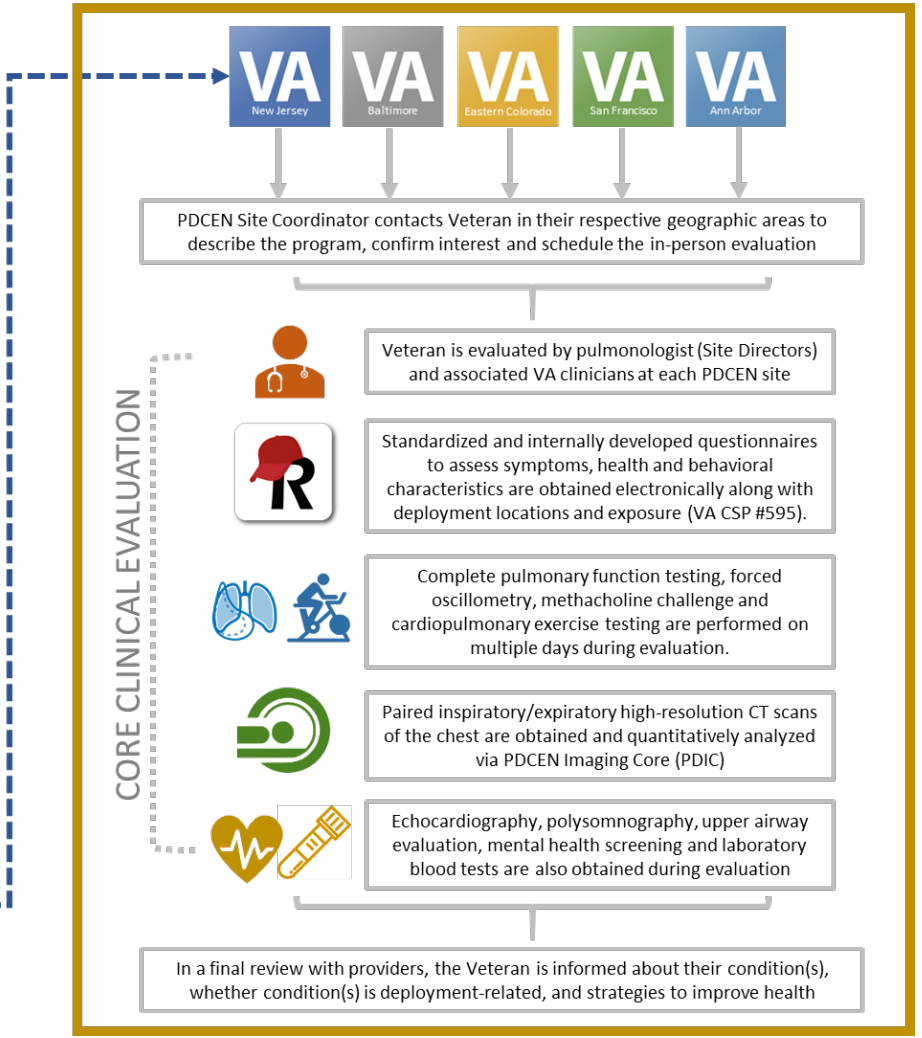 VA
New Jersey
VA
Baltimore
VA
Eastern Colorado
VA
San Francisco
VA
Ann Arbor
PDCEN Site Coordinator contacts Veteran in their respective geographic areas to
describe the program, confirm interest and schedule the in-person evaluation
CORE CLINICAL EVALUATION
Veteran is evaluated by pulmonologist (Site Directors)
and associated VA clinicians at each PDCEN site
R
Standardized and internally developed questionnaires
to assess symptoms, health and behavioral
characteristics are obtained electronically along with
deployment locations and exposure (VA CSP #595).
Complete pulmonary function testing, forced
oscillometry, methacholine challenge and
cardiopulmonary exercise testing are performed on
multiple days during evaluation.
Paired inspiratory/expiratory high-resolution CT scans
of the chest are obtained and quantitatively analyzed
via PDCEN Imaging Core (PDIC)
Echocardiography, polysomnography, upper airway
evaluation, mental health screening and laboratory
blood tests are also obtained during evaluation
In a final review with providers, the Veteran is informed about their condition(s),
whether condition(s) is deployment-related, and strategies to improve health